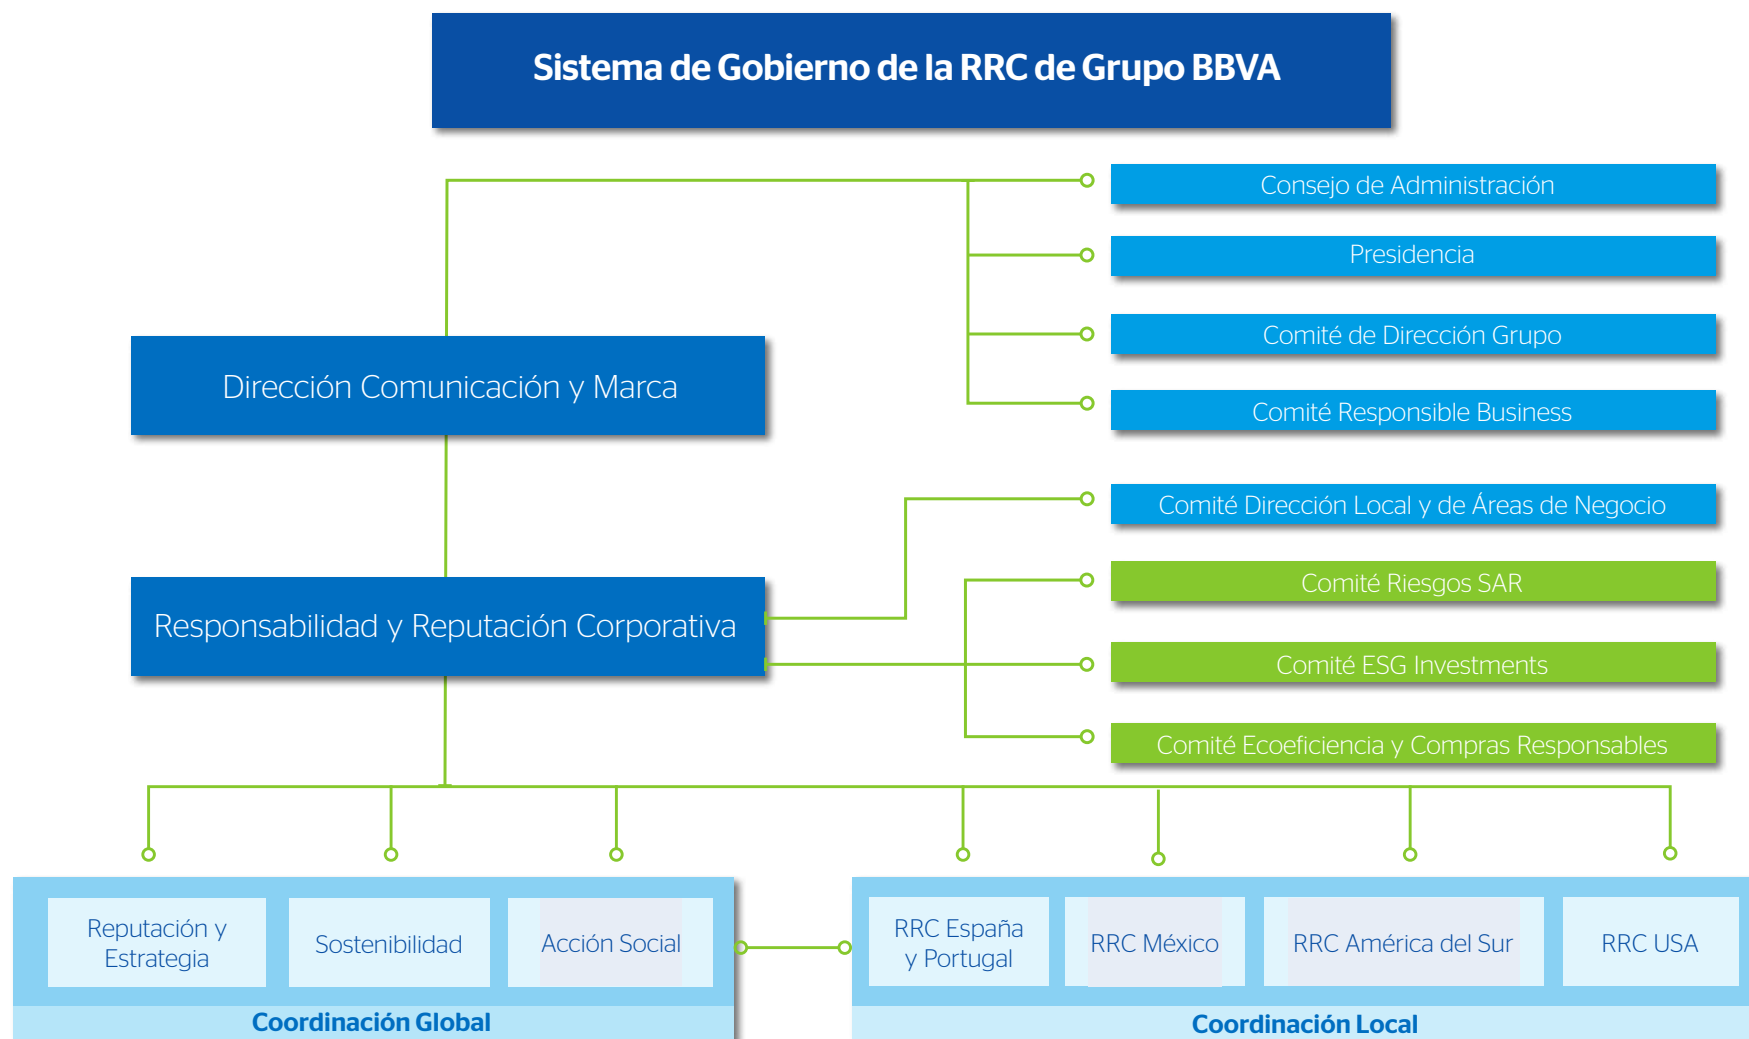 Sistema de Gobierno de la RRC de Grupo BBVA
Consejo de Administración
Presidencia
Comité de Dirección Grupo
Comité Responsible Business
Dirección Comunicación y Marca
Comité Dirección Local y de Áreas de Negocio
Comité Riesgos SAR
Comité ESG Investments
Comité Ecoeficiencia y Compras Responsables
Responsabilidad y Reputación Corporativa
Reputación y
Estrategia
Sostenibilidad
Acción Social
Coordinación Global
RRC España
y Portugal
RRC México
RRC América del Sur
RRC USA
Coordinación Local